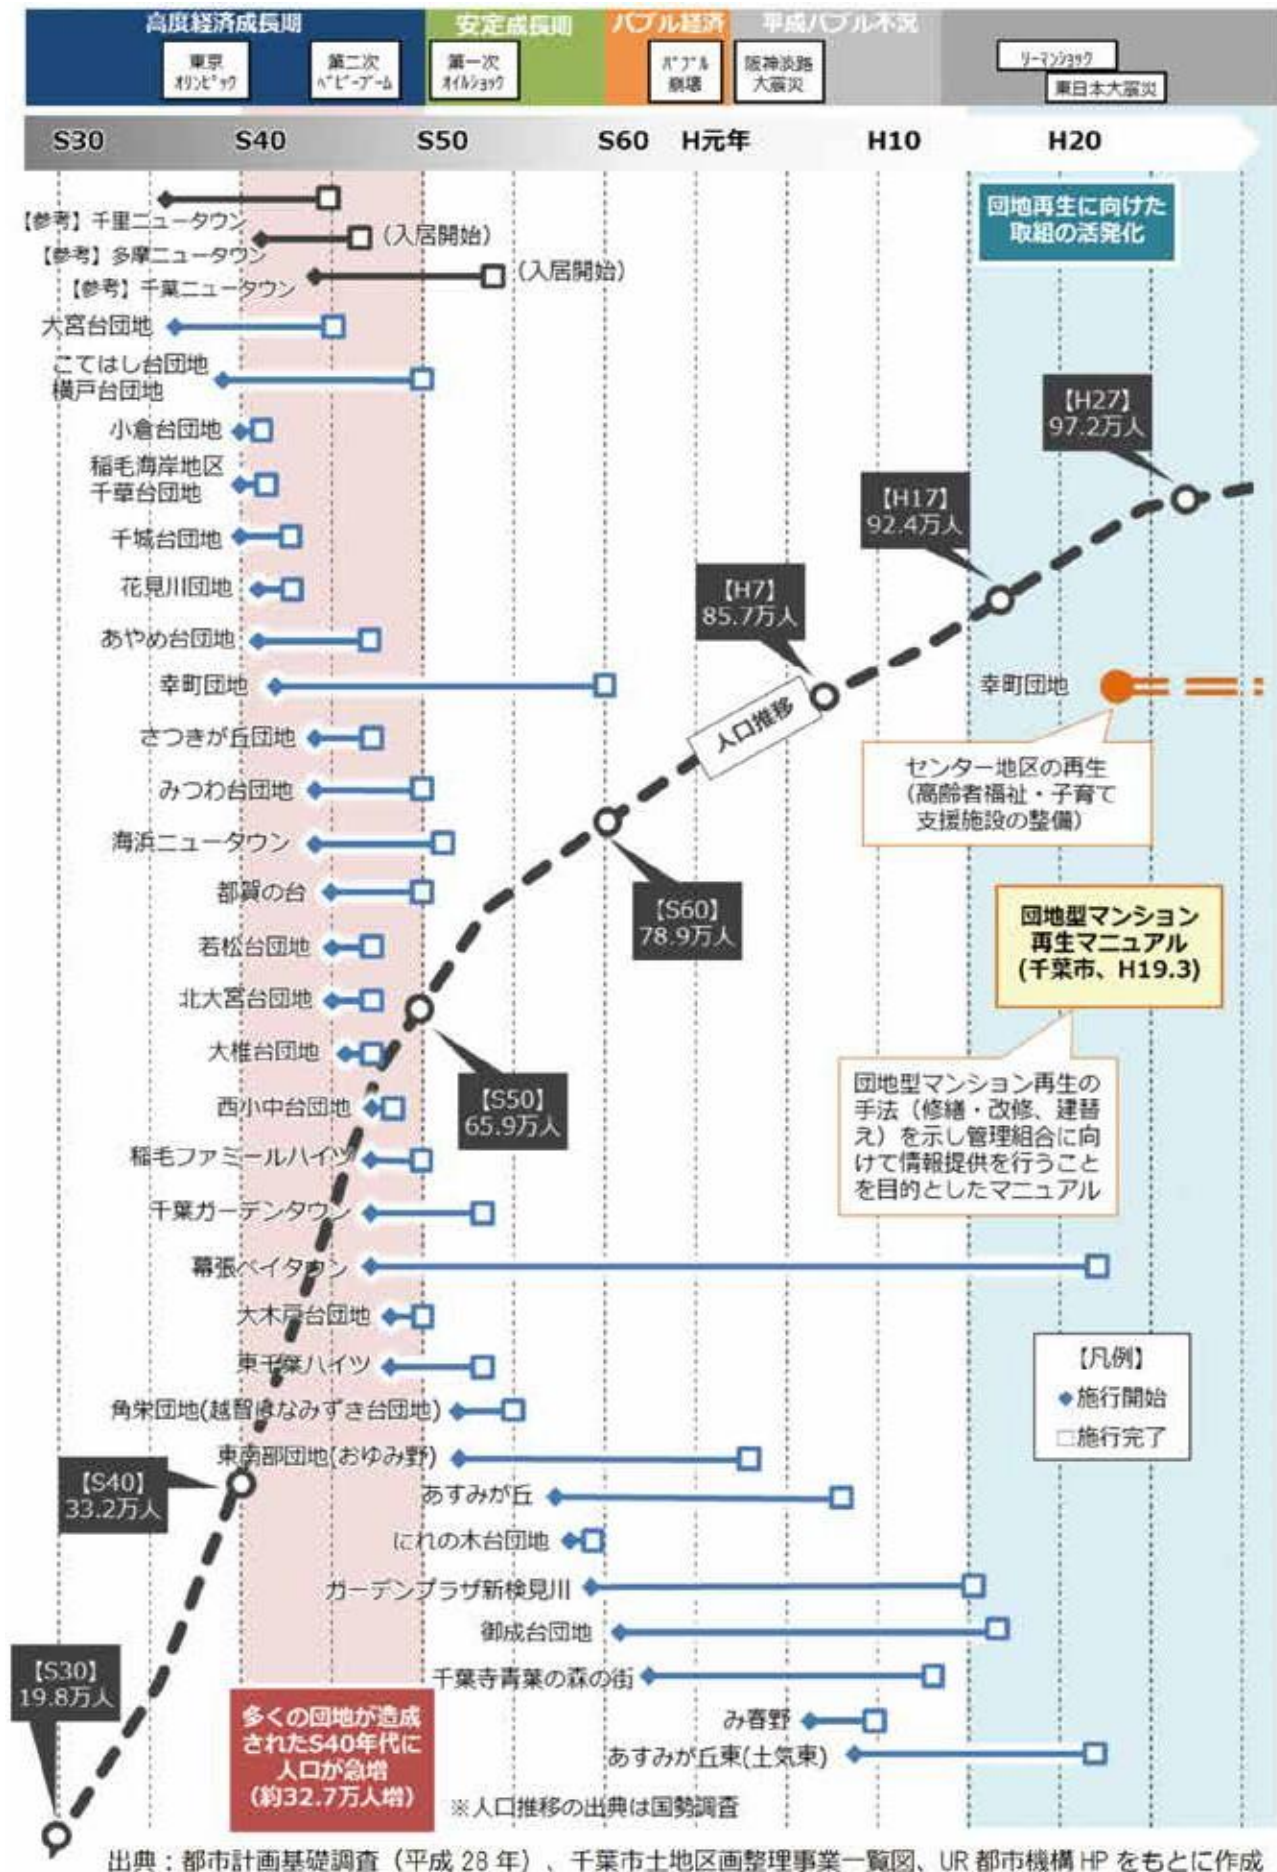 高度経済成長期
安定成長期
バブル経済
平成バブル不況
東京
オリンピック
第二次
ベビーブーム
第一次
オイルショック
バブル
崩壊
阪神淡路
大震災
リーマンショック
東日本大震災
S30
S40
S50
S60
H元年
H10
H20
【参考】千里ニュータウン
【参考】多摩ニュータウン
(入居開始)
【参考】千葉ニュータウン
(入居開始)
団地再生に向けた
取組の活発化
大宮台団地
こてはし台団地
横戸台団地
小倉台団地
稲毛海岸地区
千草台団地
千城台団地
花見川団地
あやめ台団地
幸町団地
さつきが丘団地
みつわ台団地
海浜ニュータウン
都賀の台
若松台団地
北大宮台団地
大椎台団地
西小中台団地
稲毛ファミールハイツ
千葉ガーデンタウン
幕張ベイタウン
大木戸台団地
東千葉ハイツ
角栄団地(越智はなみずき台団地)
東南部団地(おゆみ野)
あすみが丘
にれの木台団地
ガーデンプラザ新検見川
御成台団地
千葉寺青葉の森の街
み春野
あすみが丘東(土気東)
【H27】
97.2万人
【H17】
92.4万人
【H7】
85.7万人
人口推移
【S60】
78.9万人
【S50】
65.9万人
【S40】
33.2万人
【S30】
19.8万人
幸町団地
センター地区の再生
(高齢者福祉・子育て
支援施設の整備)
団地型マンション
再生マニュアル
(千葉市、H19.3)
団地型マンション再生の
手法(修繕・改修、建替
え)を示し管理組合に向
けて情報提供を行うこと
を目的としたマニュアル
【凡例】
◆施行開始
□施行完了
多くの団地が造成
されたS40年代に
人口が急増
(約32.7万人増)
※人口推移の出典は国勢調査
出典:都市計画基礎調査(平成 28 年)、千葉市土地区画整理事業一覧図、UR 都市機構 HP をもとに作成